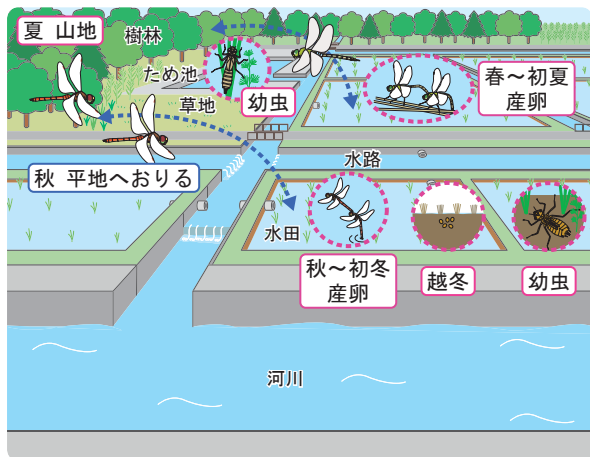 夏 山地
樹林
ため池
草地
幼虫
春～初夏
産卵
秋 平地へおりる
水路
水田
秋～初冬
産卵
越冬
幼虫
河川